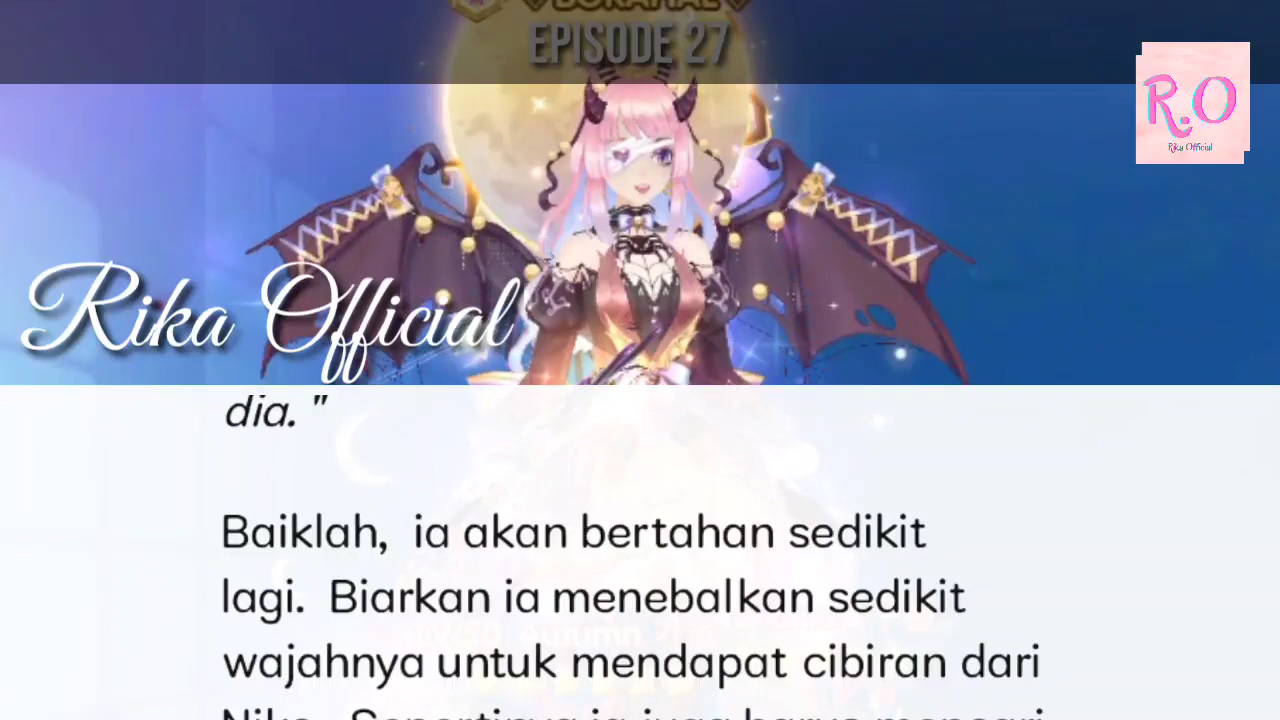 EPISODE 27
R.O
Rika Official
Rika Official
dia. "
Baiklah, ia akan bertahan sedikit
lagi. Biarkan ia menebalkan sedikit
wajahnya untuk mendapat cibiran dari